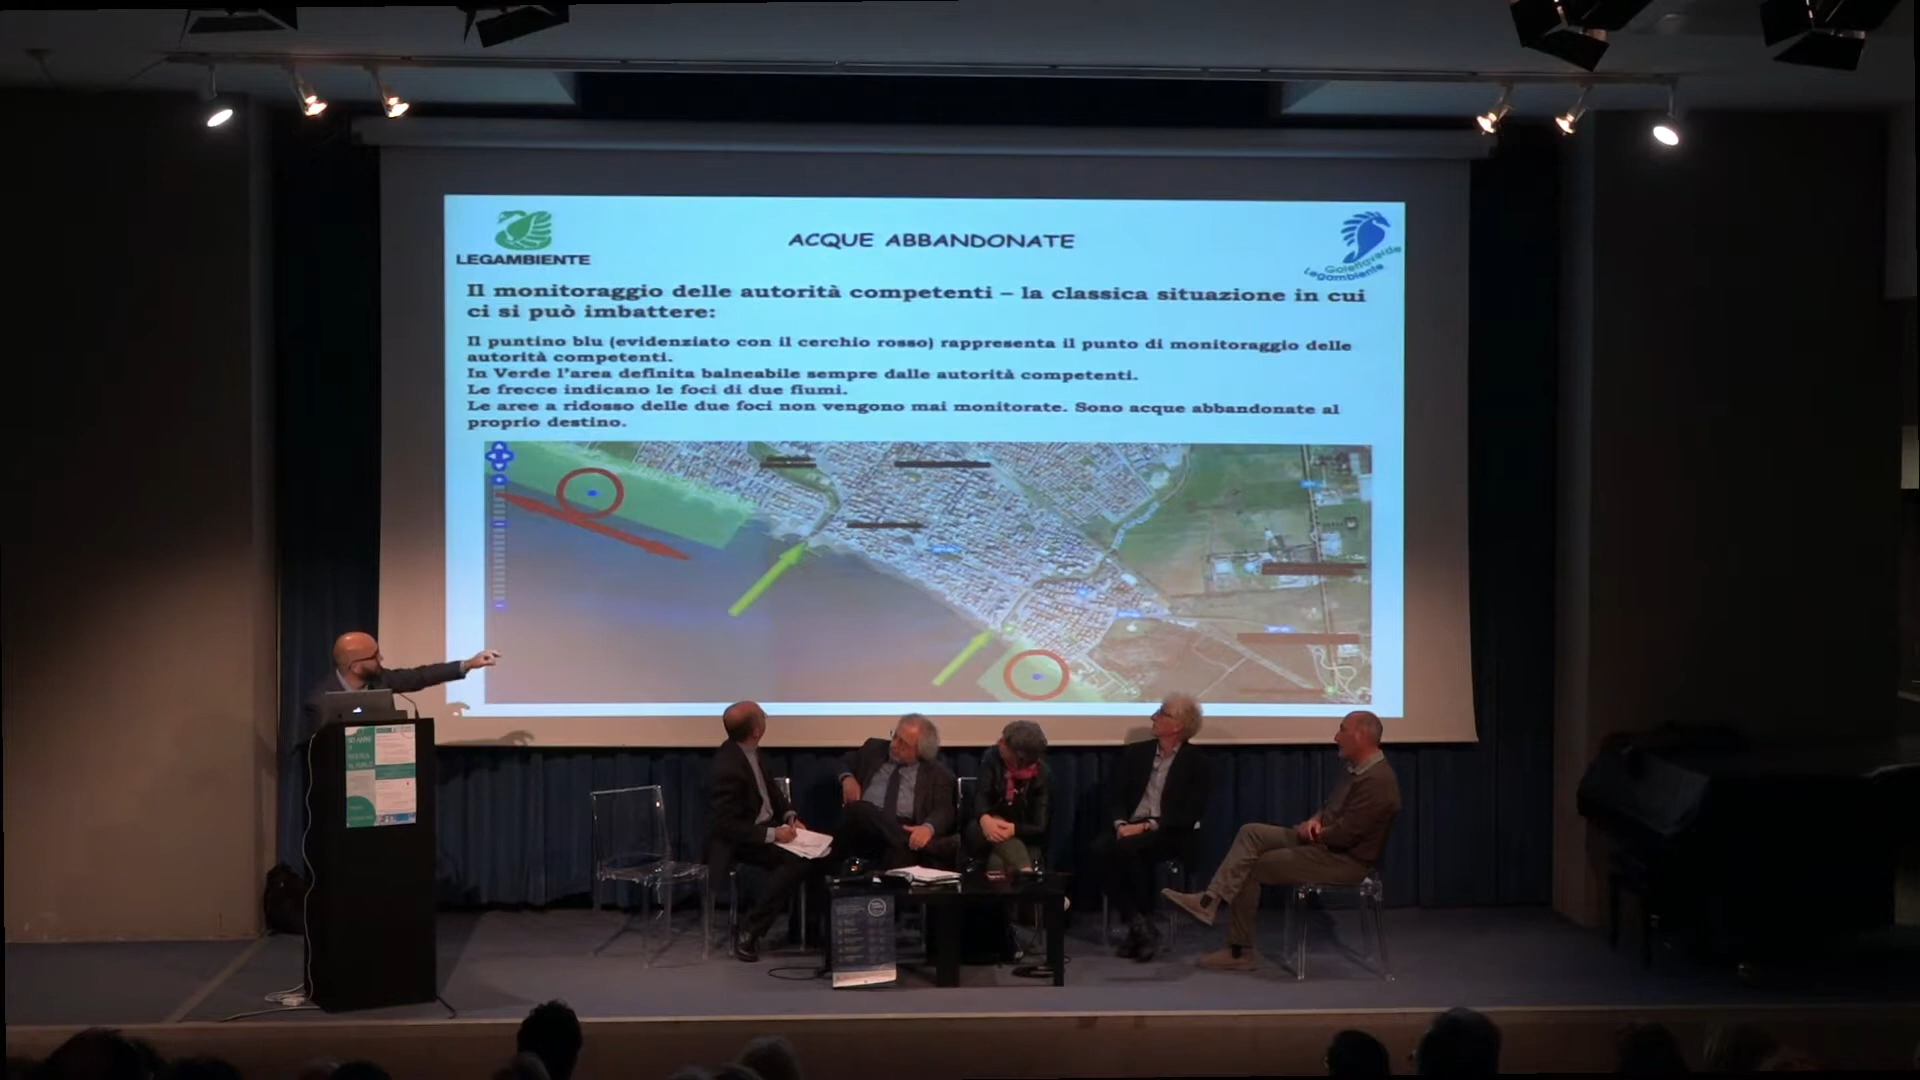 LEGAMBIENTE
ACQUE ABBANDONATE
Goletta verde
Legambiente
Il monitoraggio delle autorità competenti – la classica situazione in cui
ci si può imbattere:
Il puntino blu (evidenziato con il cerchio rosso) rappresenta il punto di monitoraggio delle
autorità competenti.
In Verde l'area definita balneabile sempre dalle autorità competenti.
Le frecce indicano le foci di due fiumi.
Le aree a ridosso delle due foci non vengono mai monitorate. Sono acque abbandonate al
proprio destino.